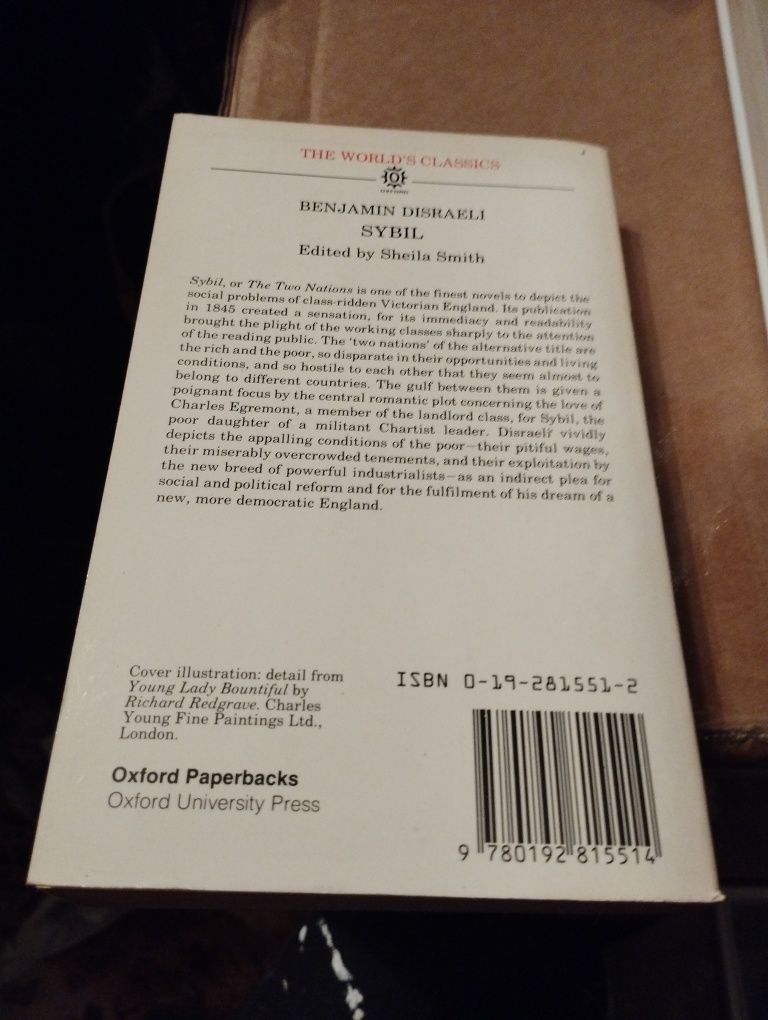 THE WORLD'S CLASSICS
OXFORD
BENJAMIN DISRAELI
SYBIL
Edited by Sheila Smith
Sybil, or The Two Nations is one of the finest novels to depict the
social problems of class-ridden Victorian England. Its publication
in 1845 created a sensation, for its immediacy and readability
brought the plight of the working classes sharply to the attention
of the reading public. The 'two nations' of the alternative title are
the rich and the poor, so disparate in their opportunities and living
conditions, and so hostile to each other that they seem almost to
belong to different countries. The gulf between them is given a
poignant focus by the central romantic plot concerning the love of
Charles Egremont, a member of the landlord class, for Sybil, the
poor daughter of a militant Chartist leader. Disraeli vividly
depicts the appalling conditions of the poor—their pitiful wages,
their miserably overcrowded tenements, and their exploitation by
the new breed of powerful industrialists—as an indirect plea for
social and political reform and for the fulfilment of his dream of a
new, more democratic England.
Cover illustration: detail from
Young Lady Bountiful by
Richard Redgrave. Charles
Young Fine Paintings Ltd.,
London.
Oxford Paperbacks
Oxford University Press
ISBN 0-19-281551-2
9 780192 815514